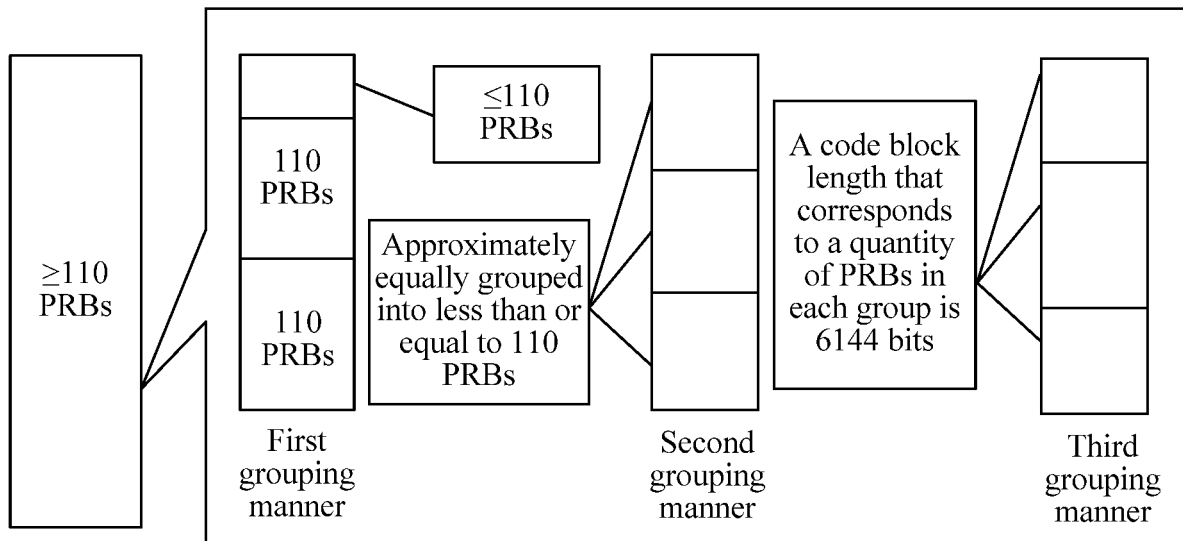 ≥110
PRBs
110
PRBs
110
PRBs
First
grouping
manner
≤110
PRBs
Approximately
equally grouped
into less than or
equal to 110
PRBs
Second
grouping
manner
A code block
length that
corresponds
to a quantity
of PRBs in
each group is
6144 bits
Third
grouping
manner